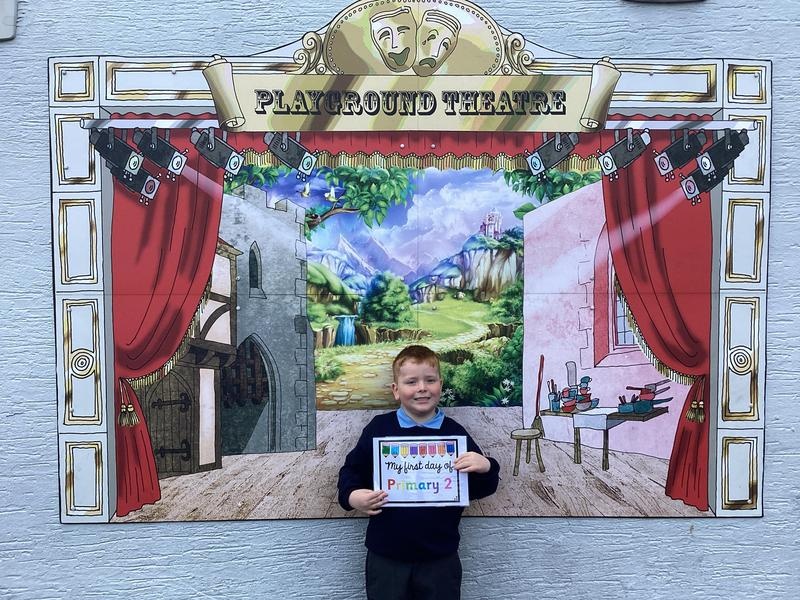 PLAYGROUND THEATRE
My first day of
Primary 2